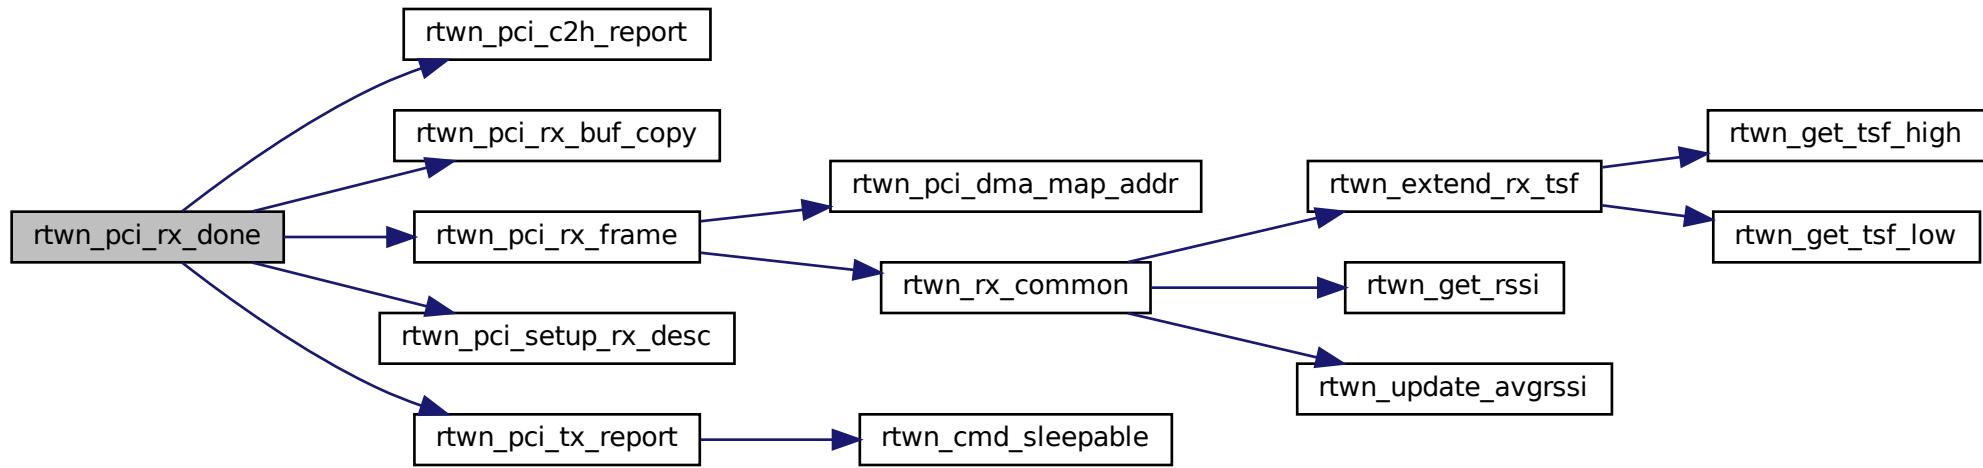 rtwn_pci_c2h_report
rtwn_pci_rx_buf_copy
rtwn_get_tsf_high
rtwn_pci_dma_map_addr
rtwn_extend_rx_tsf
rtwn_pci_rx_done
rtwn_pci_rx_frame
rtwn_get_tsf_low
rtwn_rx_common
rtwn_get_rssi
rtwn_pci_setup_rx_desc
rtwn_update_avgrssi
rtwn_pci_tx_report
rtwn_cmd_sleepable